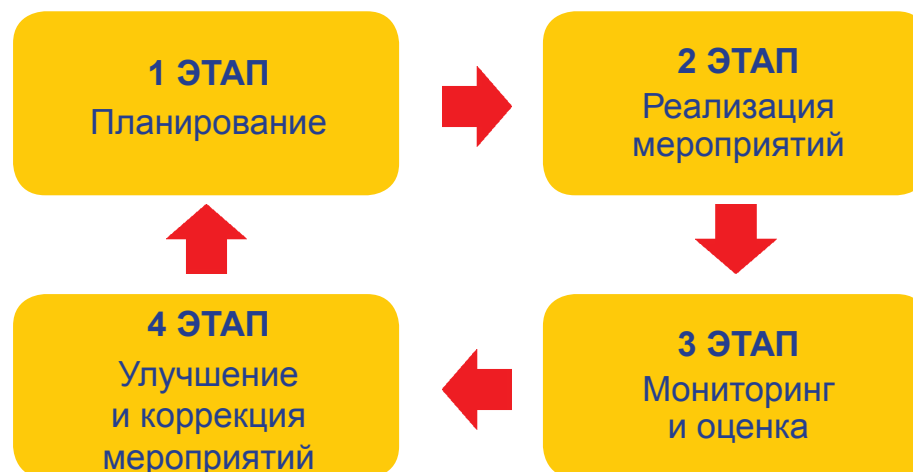 1 ЭТАП
Планирование
2 ЭТАП
Реализация
мероприятий
3 ЭТАП
Мониторинг
и оценка
4 ЭТАП
Улучшение
и коррекция
мероприятий